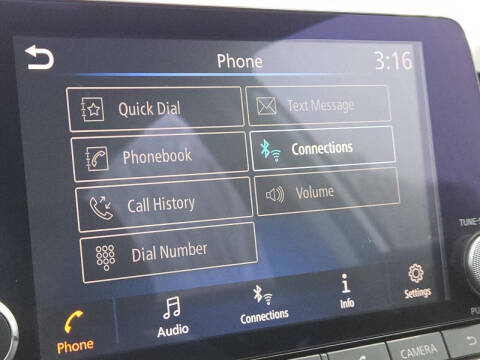 Phone
3:16
Quick Dial
Text Message
Phonebook
Connections
Call History
Volume
Dial Number
Phone
Audio
Connections
Info
Settings
CAMERA